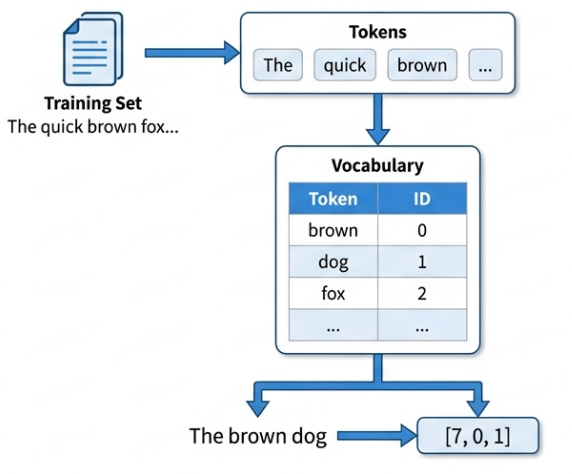 Tokens
The quick brown ...
Training Set
The quick brown fox...
Vocabulary
Token ID
brown 0
dog 1
fox 2
... ...
The brown dog [7, 0, 1]